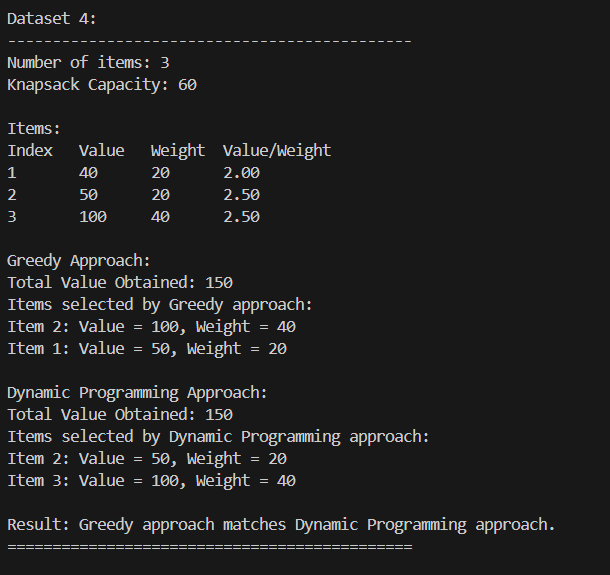 Dataset 4:
---------------------------------------------
Number of items: 3
Knapsack Capacity: 60
Items:
Index Value Weight Value/Weight
1 40 20 2.00
2 50 20 2.50
3 100 40 2.50
Greedy Approach:
Total Value Obtained: 150
Items selected by Greedy approach:
Item 2: Value = 100, Weight = 40
Item 1: Value = 50, Weight = 20
Dynamic Programming Approach:
Total Value Obtained: 150
Items selected by Dynamic Programming approach:
Item 2: Value = 50, Weight = 20
Item 3: Value = 100, Weight = 40
Result: Greedy approach matches Dynamic Programming approach.
=============================================